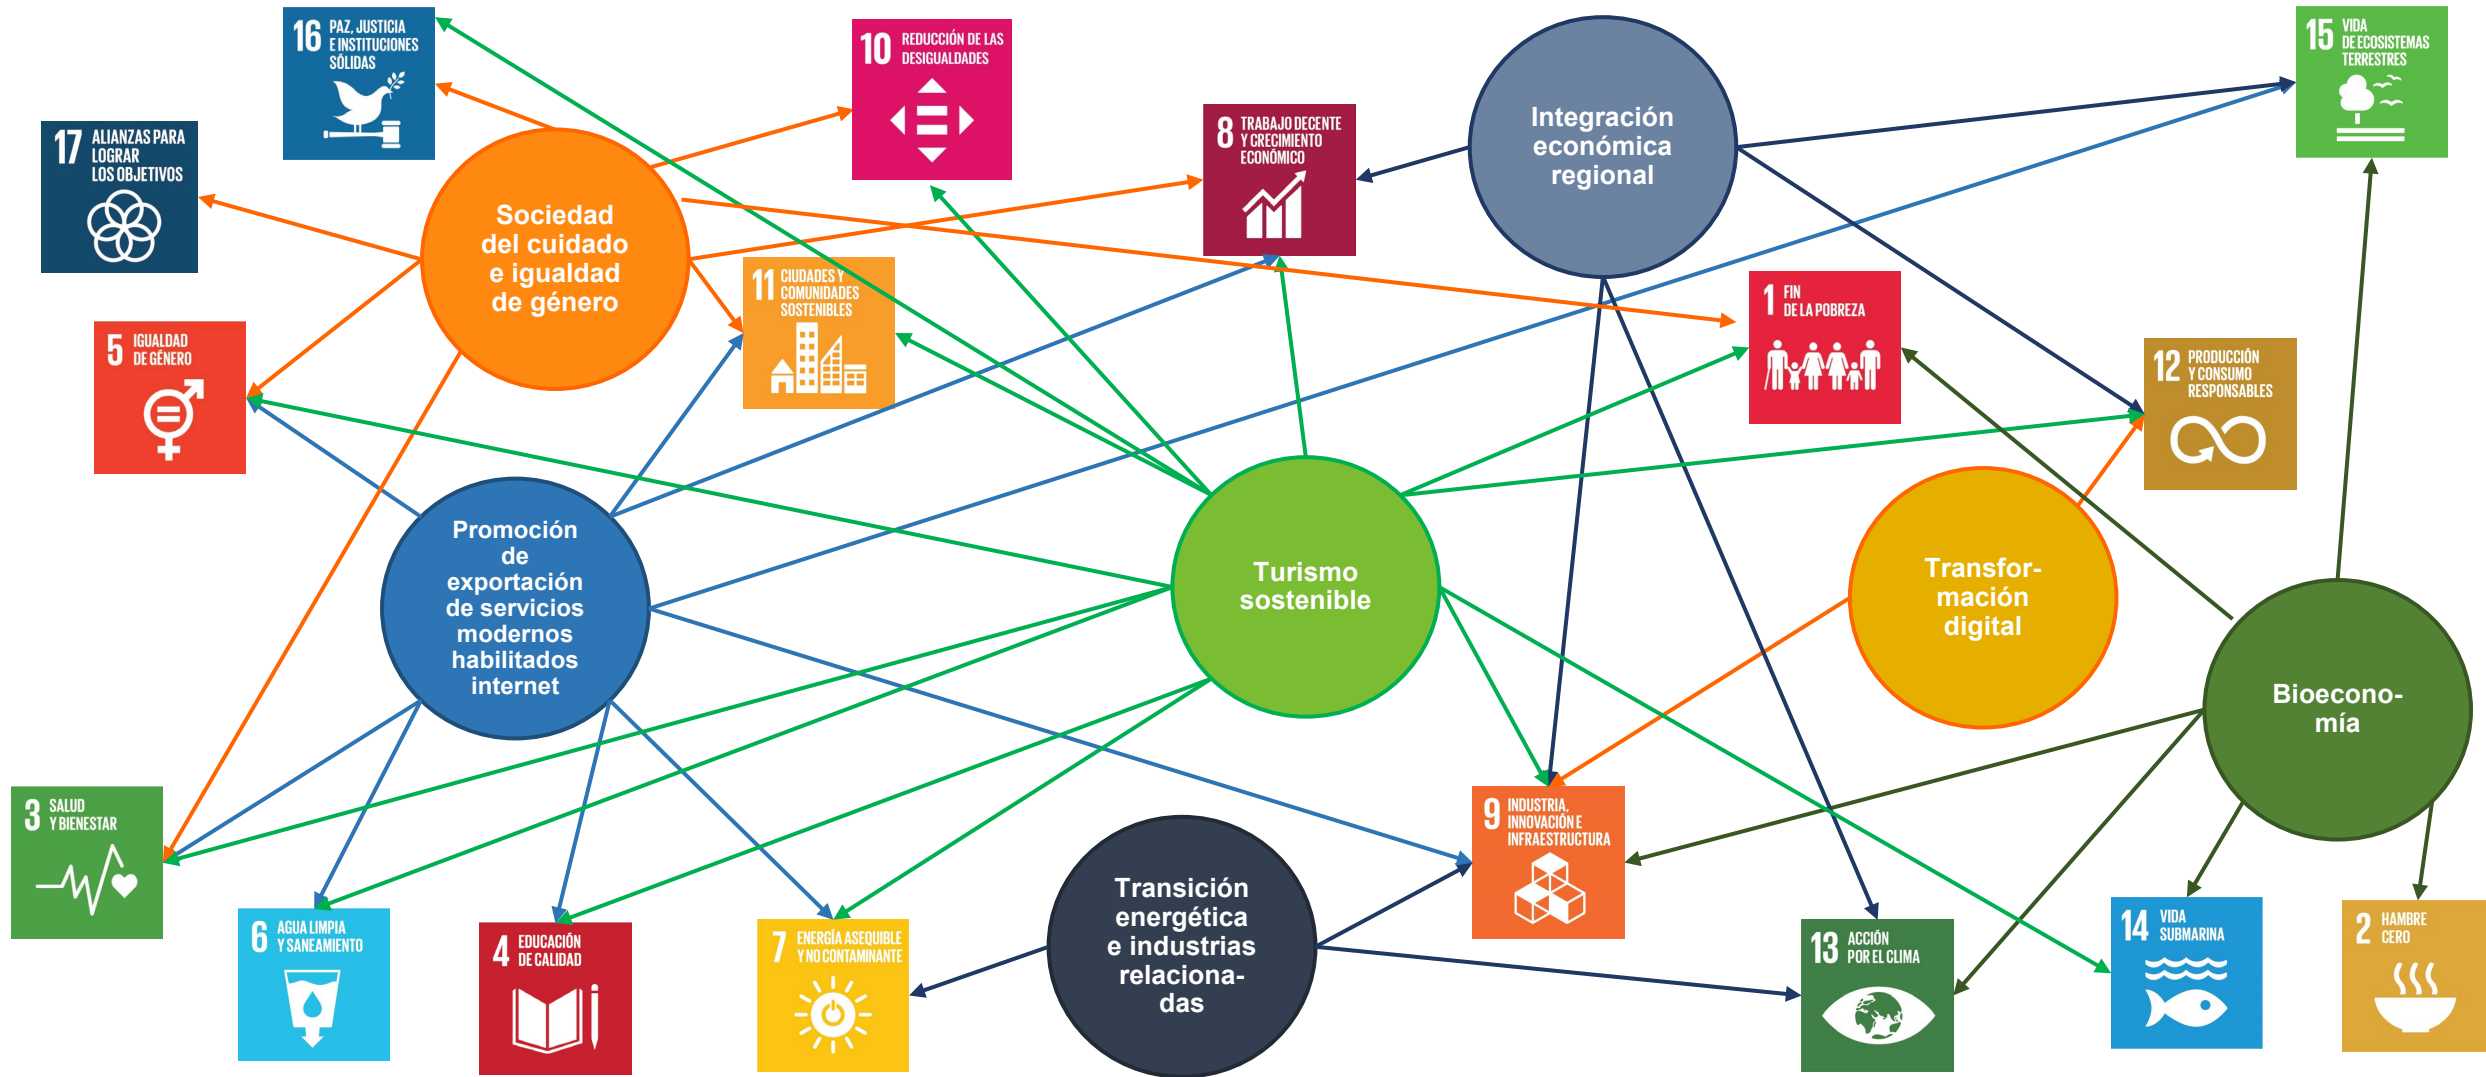 16 PAZ, JUSTICIA
E INSTITUCIONES
SÓLIDAS
10 REDUCCIÓN DE LAS
DESIGUALDADES
15 VIDA
DE ECOSISTEMAS
TERRESTRES
17 ALIANZAS PARA
LOGRAR
LOS OBJETIVOS
8 TRABAJO DECENTE
Y CRECIMIENTO
ECONÓMICO
Integración
económica
regional
Sociedad
del cuidado
e igualdad
de género
11 CIUDADES Y
COMUNIDADES
SOSTENIBLES
1 FIN
DE LA POBREZA
5 IGUALDAD
DE GÉNERO
12 PRODUCCIÓN
Y CONSUMO
RESPONSABLES
Promoción
de
exportación
de servicios
modernos
habilitados
internet
Turismo
sostenible
Transfor-
mación
digital
Bioecono-
mía
3 SALUD
Y BIENESTAR
9 INDUSTRIA,
INNOVACIÓN E
INFRAESTRUCTURA
Transición
energética
e industrias
relaciona-
das
6 AGUA LIMPIA
Y SANEAMIENTO
4 EDUCACIÓN
DE CALIDAD
7 ENERGÍA ASEQUIBLE
Y NO CONTAMINANTE
13 ACCIÓN
POR EL CLIMA
14 VIDA
SUBMARINA
2 HAMBRE
CERO